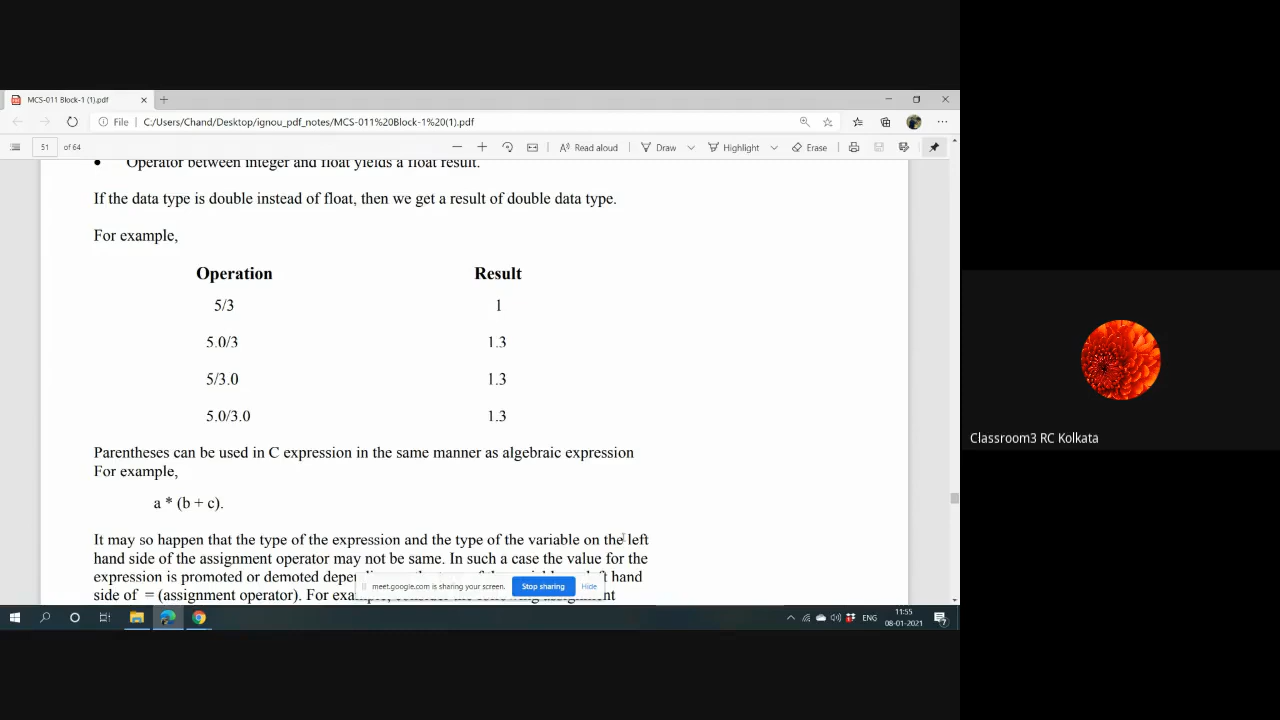 MCS-011 Block-1 (1).pdf
File
C:/Users/Chand/Desktop/ignou_pdf_notes/MCS-011%20Block-1%20(1).pdf
51 of 64
Read aloud
Draw
Highlight
Erase
• Operator between integer and float yields a float result.
If the data type is double instead of float, then we get a result of double data type.
For example,
Operation Result
5/3 1
5.0/3 1.3
5/3.0 1.3
5.0/3.0 1.3
Parentheses can be used in C expression in the same manner as algebraic expression
For example,
a * (b + c).
It may so happen that the type of the expression and the type of the variable on the left
hand side of the assignment operator may not be same. In such a case the value for the
expression is promoted or demoted hand
side of = (assignment operator). For assignment
meet.google.com is sharing your screen.
Stop sharing
Hide
Classroom3 RC Kolkata
ENG
11:55
08-01-2021